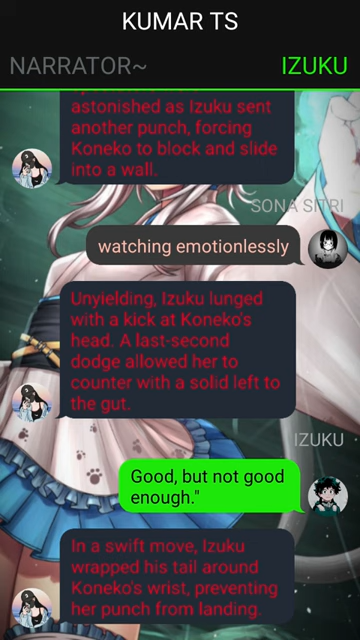 KUMAR TS
NARRATOR~
IZUKU
astonished as Izuku sent
another punch, forcing
Koneko to block and slide
into a wall.
SONA SITRI
watching emotionlessly
Unyielding, Izuku lunged
with a kick at Koneko's
head. A last-second
dodge allowed her to
counter with a solid left to
the gut.
IZUKU
Good, but not good
enough."
In a swift move, Izuku
wrapped his tail around
Koneko's wrist, preventing
her punch from landing.